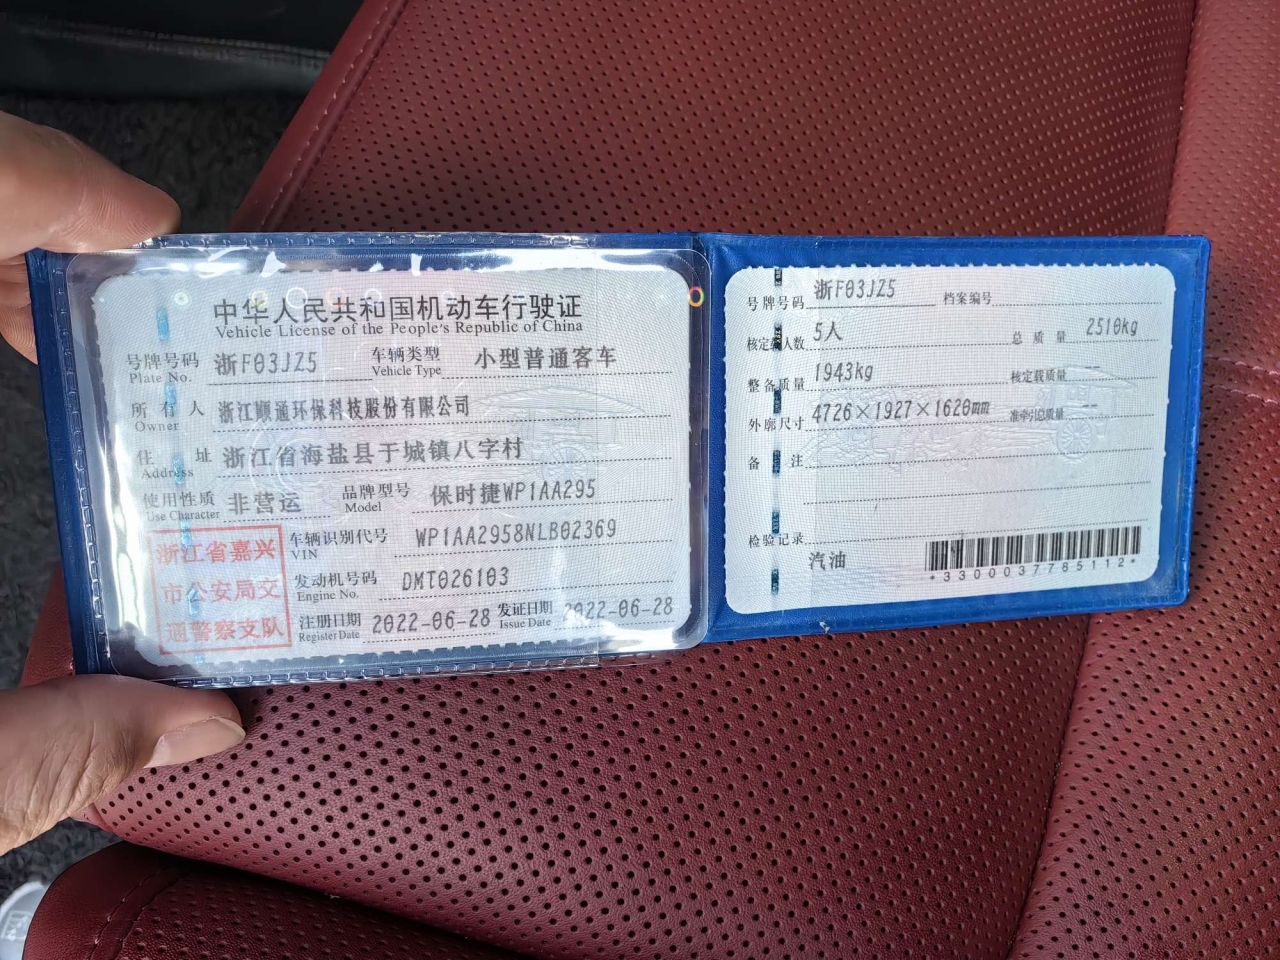 中华人民共和国机动车行驶证
Vehicle License of the People's Republic of China
号牌号码 浙F03JZ5 车辆类型 小型普通客车
Plate No. Vehicle Type
所有人 浙江顺通环保科技股份有限公司
Owner
住址 浙江省海盐县于城镇八字村
Address
使用性质 非营运 品牌型号 保时捷WP1AA295
Use Character Model
浙江省嘉兴
市公安局交
通警察支队
车辆识别代号 WP1AA2958NLB02369
VIN
发动机号码 DMT026103
Engine No.
注册日期 2022-06-28 发证日期 2022-06-28
Register Date Issue Date
号牌号码 浙F03JZ5 档案编号
核定载人数 5人 总质量 2510kg
整备质量 1943kg 核定载质量 --
外廓尺寸 4726×1927×1620mm 准牵引总质量 --
备注
检验记录
汽油
*3300037765112*